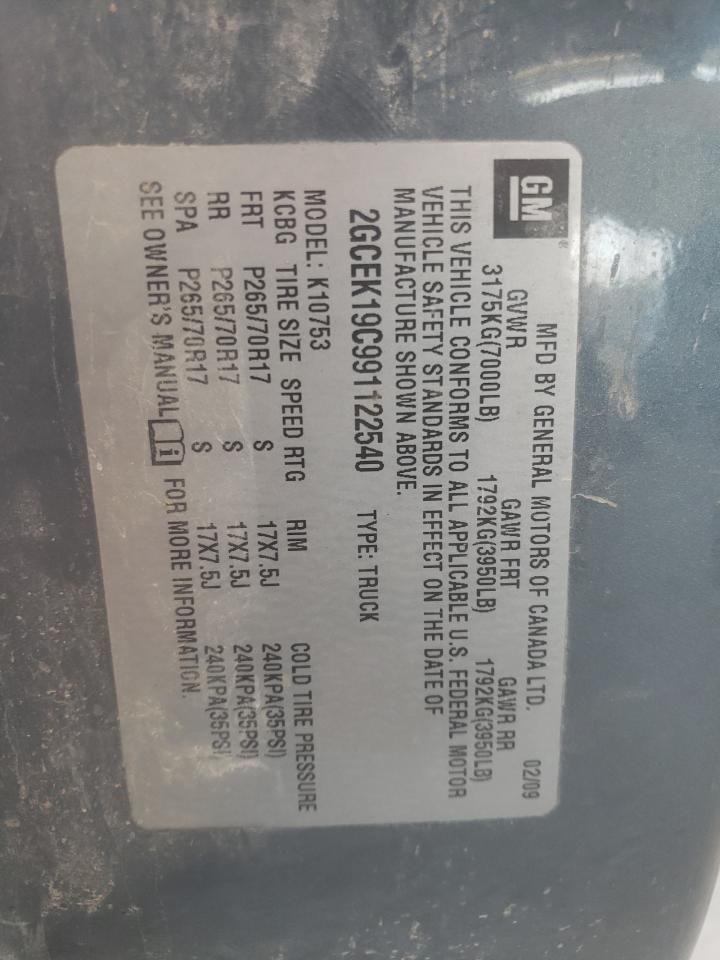 GM®
MFD BY GENERAL MOTORS OF CANADA LTD. 02/09
GVWR GAWR FRT GAWR RR
3175KG(7000LB) 1792KG(3950LB) 1792KG(3950LB)
THIS VEHICLE CONFORMS TO ALL APPLICABLE U.S. FEDERAL MOTOR
VEHICLE SAFETY STANDARDS IN EFFECT ON THE DATE OF
MANUFACTURE SHOWN ABOVE.
2GCEK19C991122540 TYPE: TRUCK
MODEL: K10753
KCBG TIRE SIZE SPEED RTG RIM COLD TIRE PRESSURE
FRT P265/70R17 S 17X7.5J 240KPA(35PSI)
RR P265/70R17 S 17X7.5J 240KPA(35PSI)
SPA P265/70R17 S 17X7.5J 240KPA(35PSI)
SEE OWNER'S MANUAL i FOR MORE INFORMATION.